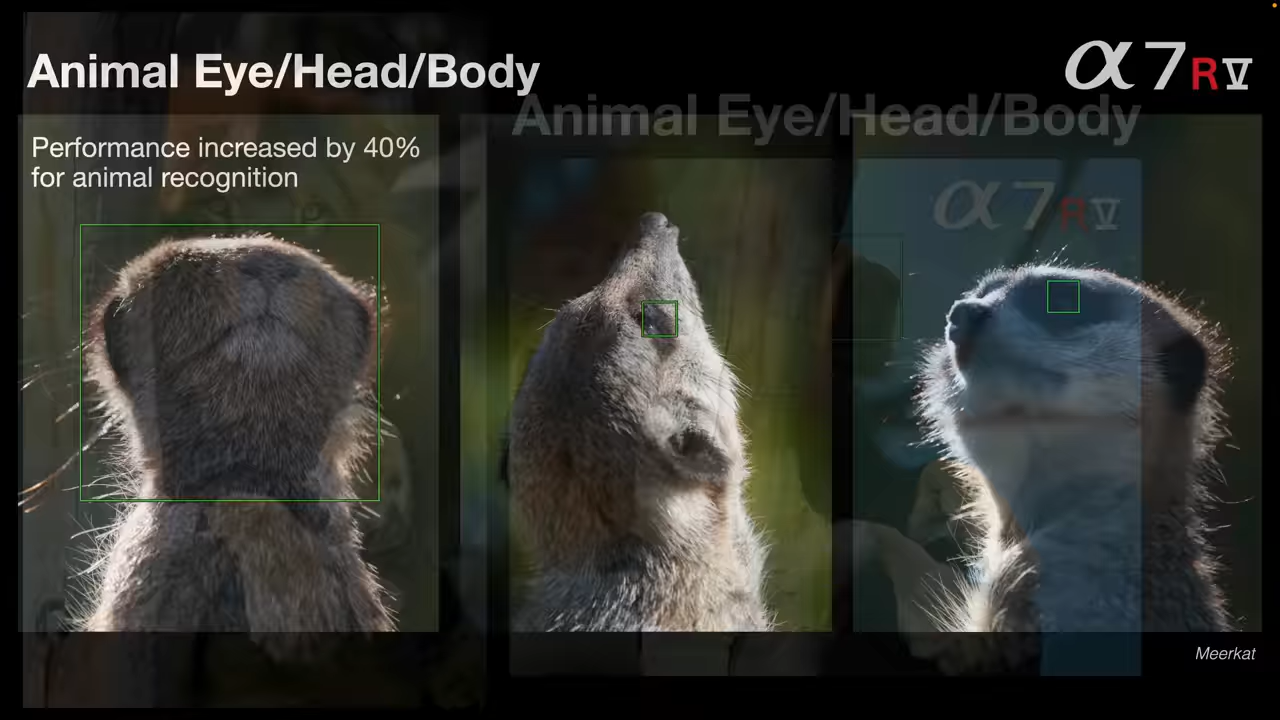 Animal Eye/Head/Body
α7RV
Animal Eye/Head/Body
Performance increased by 40%
for animal recognition
α7RV
Meerkat